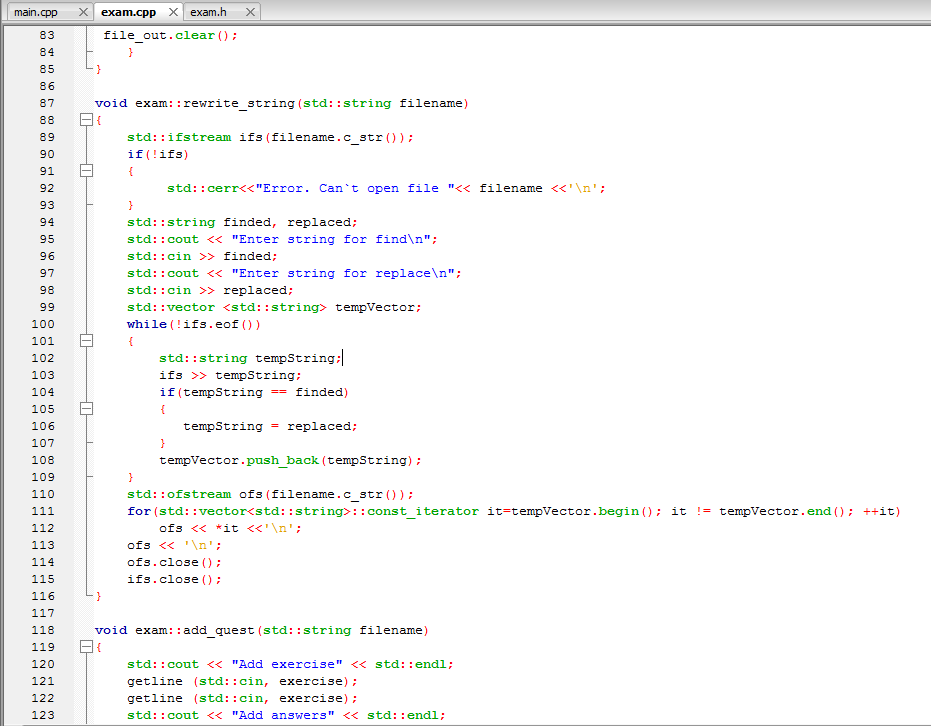 main.cpp exam.cpp exam.h
83 file_out.clear();
84 }
85 }
86
87 void exam::rewrite_string(std::string filename)
88 {
89 std::ifstream ifs(filename.c_str());
90 if(!ifs)
91 {
92 std::cerr<<"Error. Can`t open file "<< filename <<'\n';
93 }
94 std::string finded, replaced;
95 std::cout << "Enter string for find\n";
96 std::cin >> finded;
97 std::cout << "Enter string for replace\n";
98 std::cin >> replaced;
99 std::vector <std::string> tempVector;
100 while(!ifs.eof())
101 {
102 std::string tempString;
103 ifs >> tempString;
104 if(tempString == finded)
105 {
106 tempString = replaced;
107 }
108 tempVector.push_back(tempString);
109 }
110 std::ofstream ofs(filename.c_str());
111 for(std::vector<std::string>::const_iterator it=tempVector.begin(); it != tempVector.end(); ++it)
112 ofs << *it <<'\n';
113 ofs << '\n';
114 ofs.close();
115 ifs.close();
116 }
117
118 void exam::add_quest(std::string filename)
119 {
120 std::cout << "Add exercise" << std::endl;
121 getline (std::cin, exercise);
122 getline (std::cin, exercise);
123 std::cout << "Add answers" << std::endl;